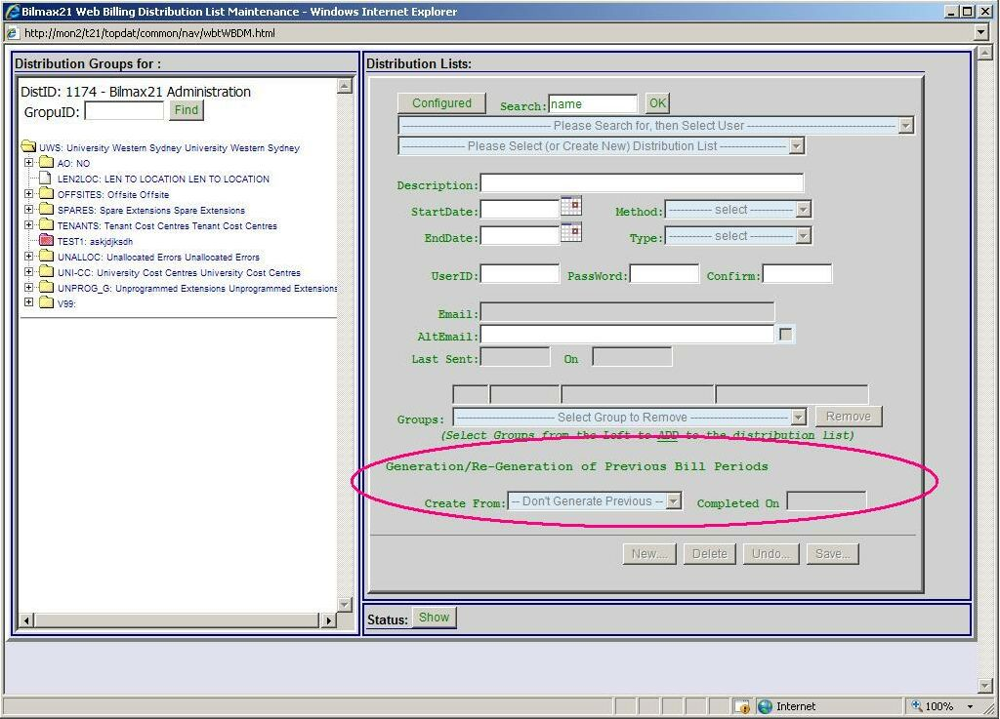 Bilmax21 Web Billing Distribution List Maintenance - Windows Internet Explorer
http://mon2/t21/topdat/common/nav/wbtWBDM.html
Distribution Groups for :
DistID: 1174 - Bilmax21 Administration
GropuID: Find
UWS: University Western Sydney University Western Sydney
AO: NO
LEN2LOC: LEN TO LOCATION LEN TO LOCATION
OFFSITES: Offsite Offsite
SPARES: Spare Extensions Spare Extensions
TENANTS: Tenant Cost Centres Tenant Cost Centres
TEST1: askjdjksdh
UNALLOC: Unallocated Errors Unallocated Errors
UNI-CC: University Cost Centres University Cost Centres
UNPROG_G: Unprogrammed Extensions Unprogrammed Extensions
V99:
Distribution Lists:
Configured Search: name OK
Please Search for, then Select User
Please Select (or Create New) Distribution List
Description:
StartDate: Method: select
EndDate: Type: select
UserID: PassWord: Confirm:
Email:
AltEmail:
Last Sent: On
Groups: Select Group to Remove Remove
(Select Groups from the Left to ADD to the distribution list)
Generation/Re-Generation of Previous Bill Periods
Create From: -- Don't Generate Previous -- Completed On
New.... Delete Undo... Save...
Status: Show
Internet 100%